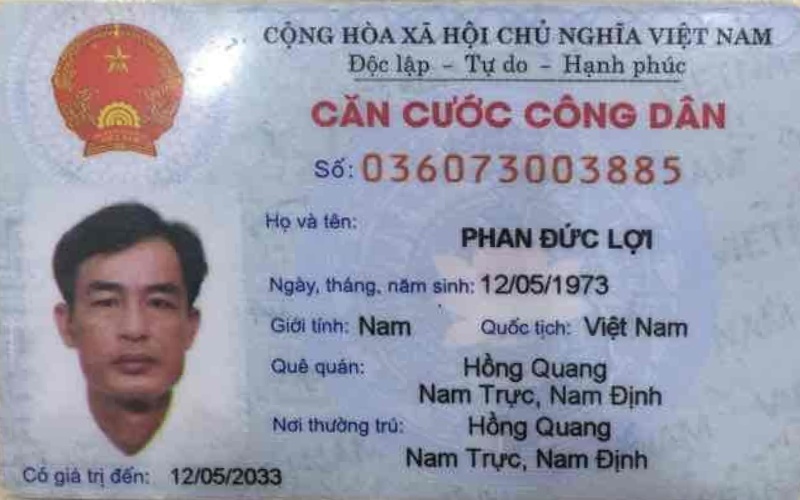 CỘNG HÒA XÃ HỘI CHỦ NGHĨA VIỆT NAM
Độc lập - Tự do - Hạnh phúc
CĂN CƯỚC CÔNG DÂN
Số: 036073003885
Họ và tên:
PHAN ĐỨC LỢI
Ngày, tháng, năm sinh: 12/05/1973
Giới tính: Nam Quốc tịch: Việt Nam
Quê quán: Hồng Quang
Nam Trực, Nam Định
Nơi thường trú: Hồng Quang
Nam Trực, Nam Định
Có giá trị đến: 12/05/2033